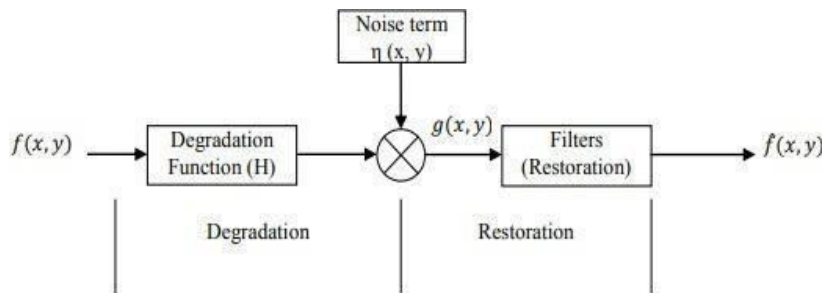 Noise term
η (x, y)
f(x,y)
Degradation
Function (H)
g(x,y)
Filters
(Restoration)
f̂(x,y)
Degradation
Restoration